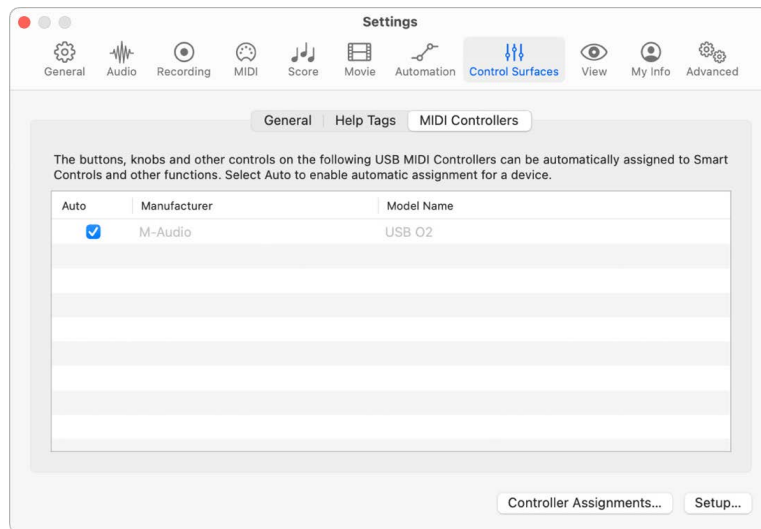 Settings
General Audio Recording MIDI Score Movie Automation Control Surfaces View My Info Advanced
General Help Tags MIDI Controllers
The buttons, knobs and other controls on the following USB MIDI Controllers can be automatically assigned to Smart
Controls and other functions. Select Auto to enable automatic assignment for a device.
Auto Manufacturer Model Name
M-Audio USB O2
Controller Assignments... Setup...